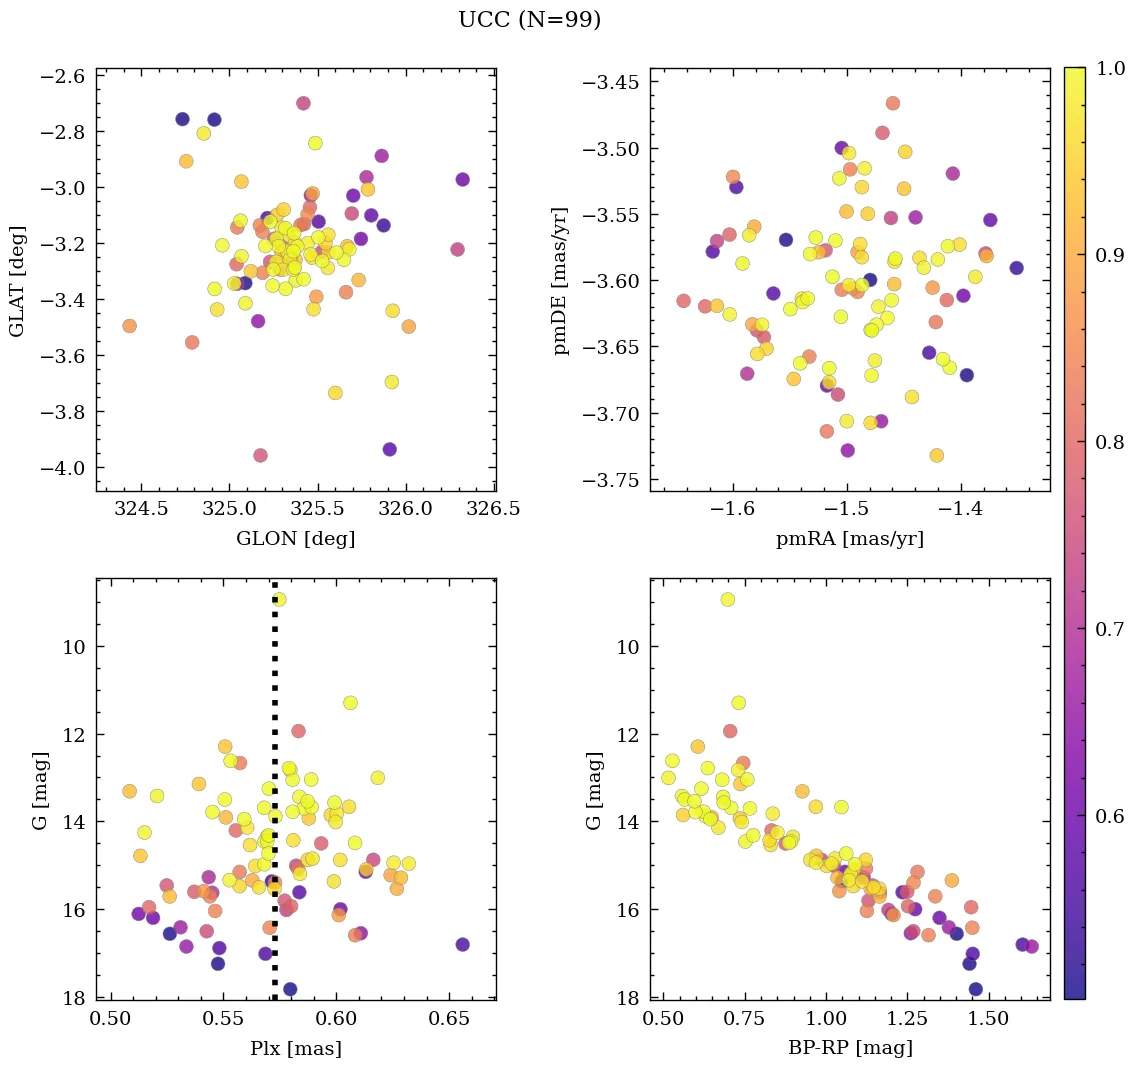 UCC (N=99)
−2.6
−2.8
−3.0
−3.2
−3.4
−3.6
−3.8
−4.0
GLAT [deg]
324.5 325.0 325.5 326.0 326.5
GLON [deg]
−3.45
−3.50
−3.55
−3.60
−3.65
−3.70
−3.75
pmDE [mas/yr]
−1.6 −1.5 −1.4
pmRA [mas/yr]
10
12
14
16
18
G [mag]
0.50 0.55 0.60 0.65
Plx [mas]
10
12
14
16
18
G [mag]
0.50 0.75 1.00 1.25 1.50
BP-RP [mag]
1.0
0.9
0.8
0.7
0.6